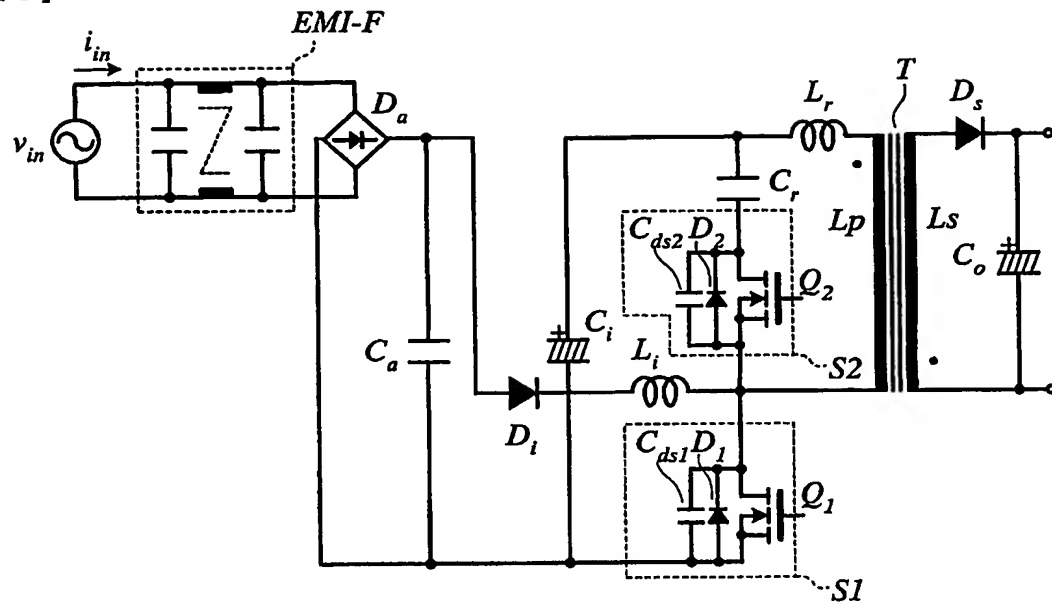 EMI-F
i_in
v_in
D_a
C_a
D_i
L_i
C_i
L_r
C_r
T
D_s
Lp
Ls
C_o
C_ds2
D_2
Q_2
S2
C_ds1
D_1
Q_1
S1